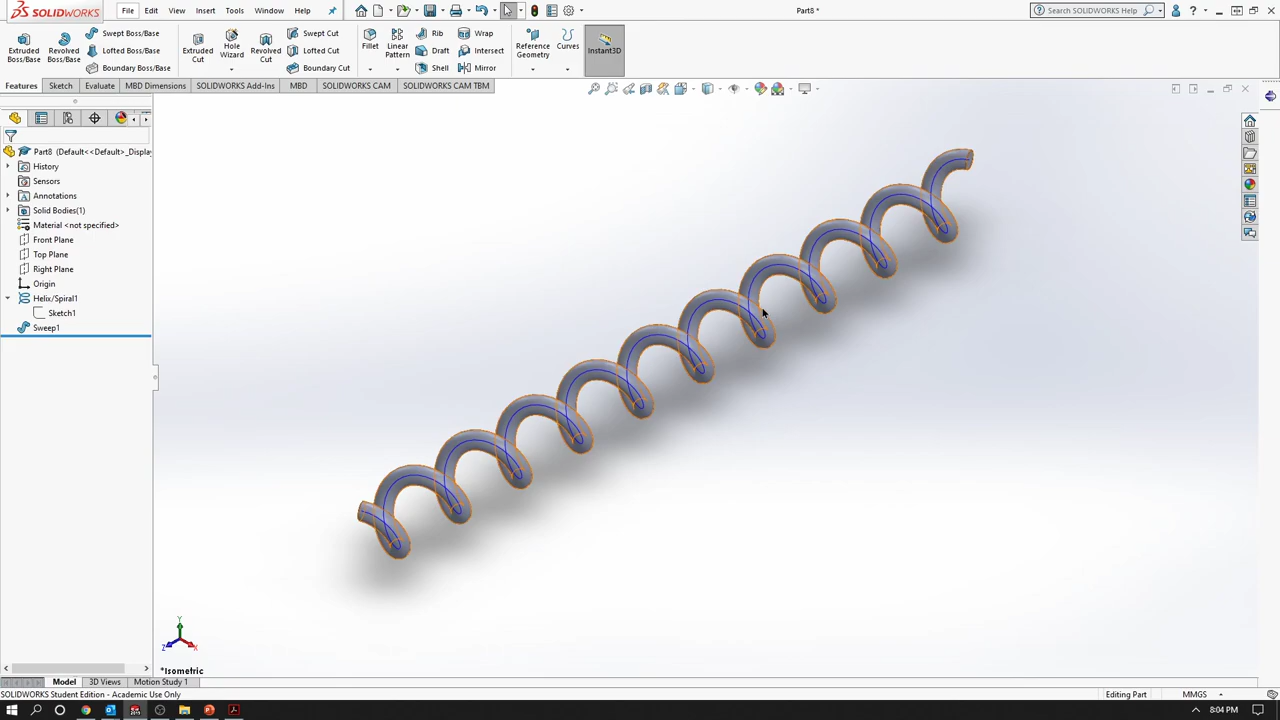 SOLIDWORKS File Edit View Insert Tools Window Help Part8 * Search SOLIDWORKS Help
Extruded Boss/Base
Revolved Boss/Base
Swept Boss/Base
Lofted Boss/Base
Boundary Boss/Base
Extruded Cut
Hole Wizard
Revolved Cut
Swept Cut
Lofted Cut
Boundary Cut
Fillet
Linear Pattern
Rib
Draft
Shell
Wrap
Intersect
Mirror
Reference Geometry
Curves
Instant3D
Features Sketch Evaluate MBD Dimensions SOLIDWORKS Add-Ins MBD SOLIDWORKS CAM SOLIDWORKS CAM TBM
Part8 (Default<<Default>_Display
History
Sensors
Annotations
Solid Bodies(1)
Material <not specified>
Front Plane
Top Plane
Right Plane
Origin
Helix/Spiral1
Sketch1
Sweep1
Y
Z
X
*Isometric
Model 3D Views Motion Study 1
SOLIDWORKS Student Edition - Academic Use Only Editing Part MMGS
8:04 PM